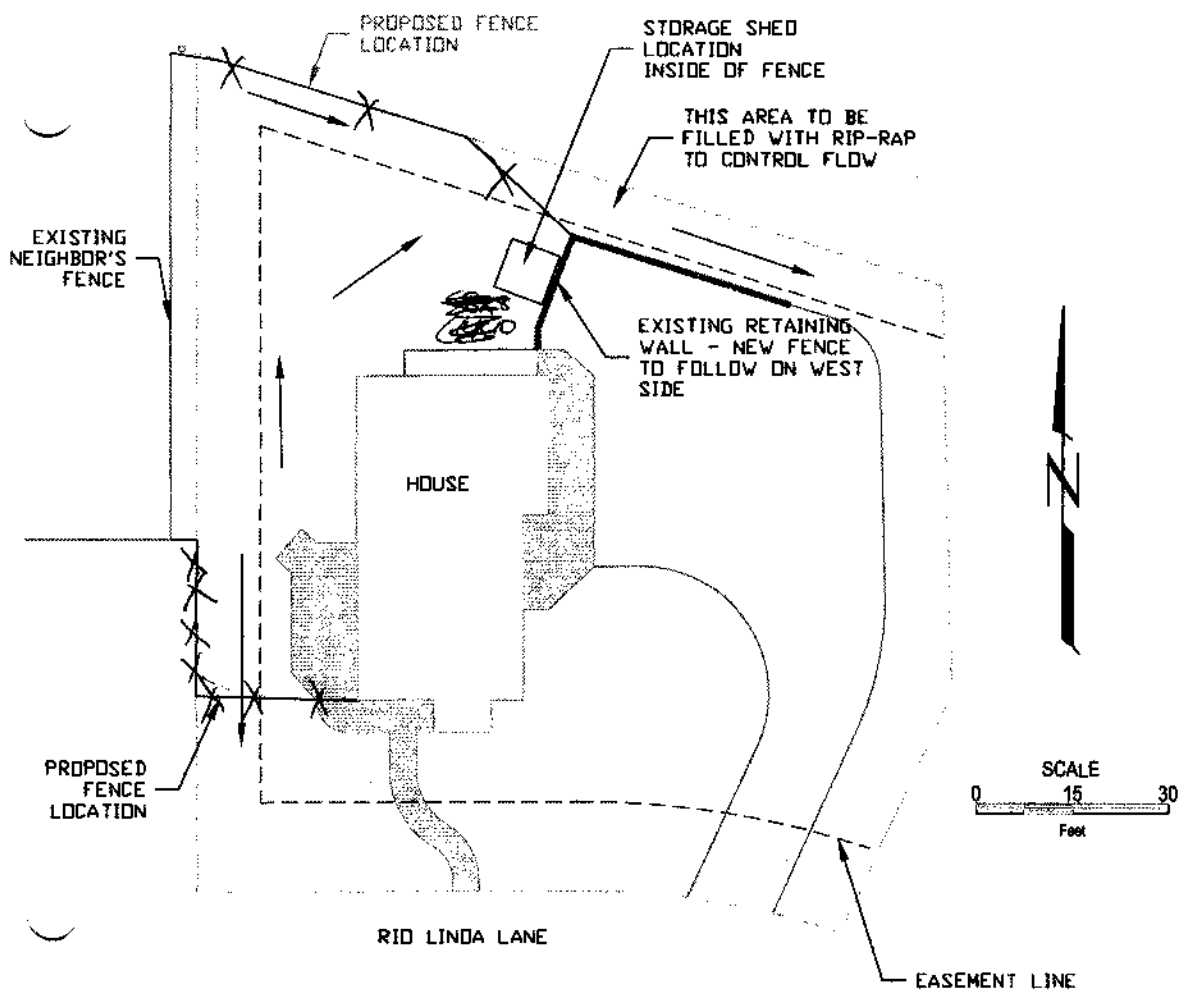 PROPOSED FENCE
LOCATION
STORAGE SHED
LOCATION
INSIDE OF FENCE
THIS AREA TO BE
FILLED WITH RIP-RAP
TO CONTROL FLOW
EXISTING
NEIGHBOR'S
FENCE
EXISTING RETAINING
WALL - NEW FENCE
TO FOLLOW ON WEST
SIDE
HOUSE
N
PROPOSED
FENCE
LOCATION
SCALE
0 15 30
Feet
RIO LINDA LANE
EASEMENT LINE